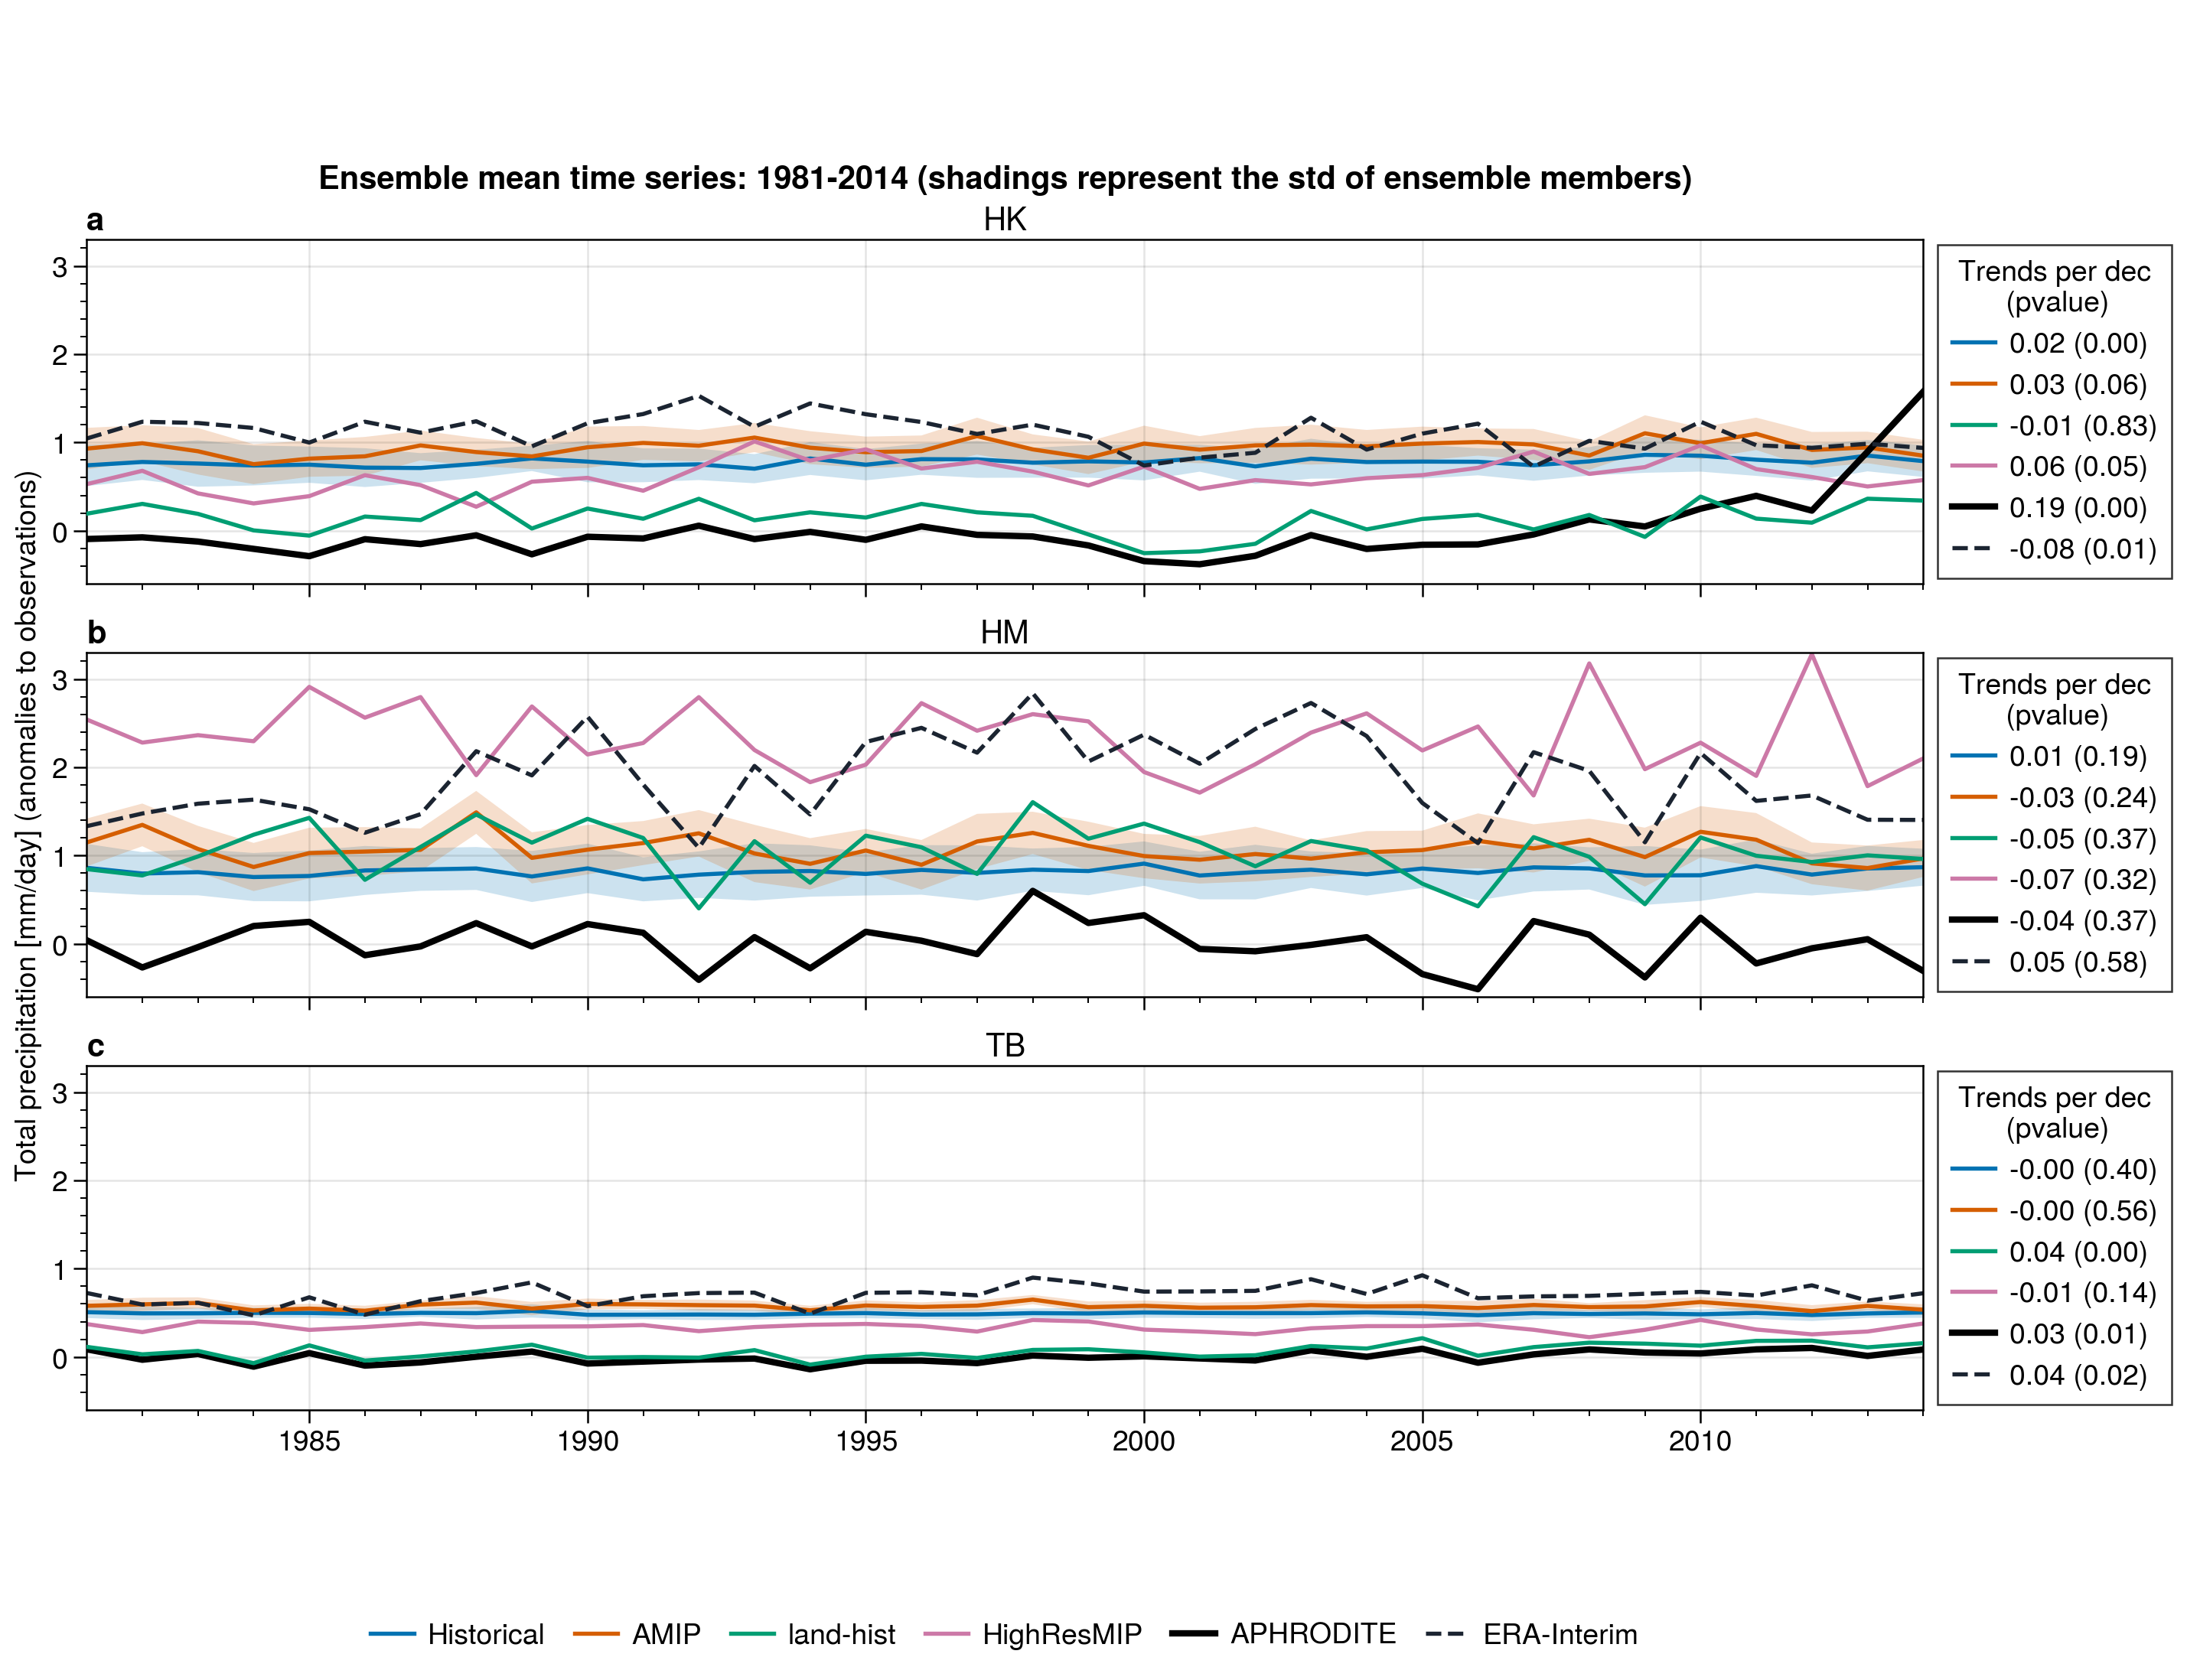 Ensemble mean time series: 1981-2014 (shadings represent the std of ensemble members)
Total precipitation [mm/day] (anomalies to observations)
a
HK
3
2
1
0
Trends per dec
(pvalue)
0.02 (0.00)
0.03 (0.06)
-0.01 (0.83)
0.06 (0.05)
0.19 (0.00)
-0.08 (0.01)
b
HM
3
2
1
0
Trends per dec
(pvalue)
0.01 (0.19)
-0.03 (0.24)
-0.05 (0.37)
-0.07 (0.32)
-0.04 (0.37)
0.05 (0.58)
c
TB
3
2
1
0
Trends per dec
(pvalue)
-0.00 (0.40)
-0.00 (0.56)
0.04 (0.00)
-0.01 (0.14)
0.03 (0.01)
0.04 (0.02)
1985 1990 1995 2000 2005 2010
Historical AMIP land-hist HighResMIP APHRODITE ERA-Interim